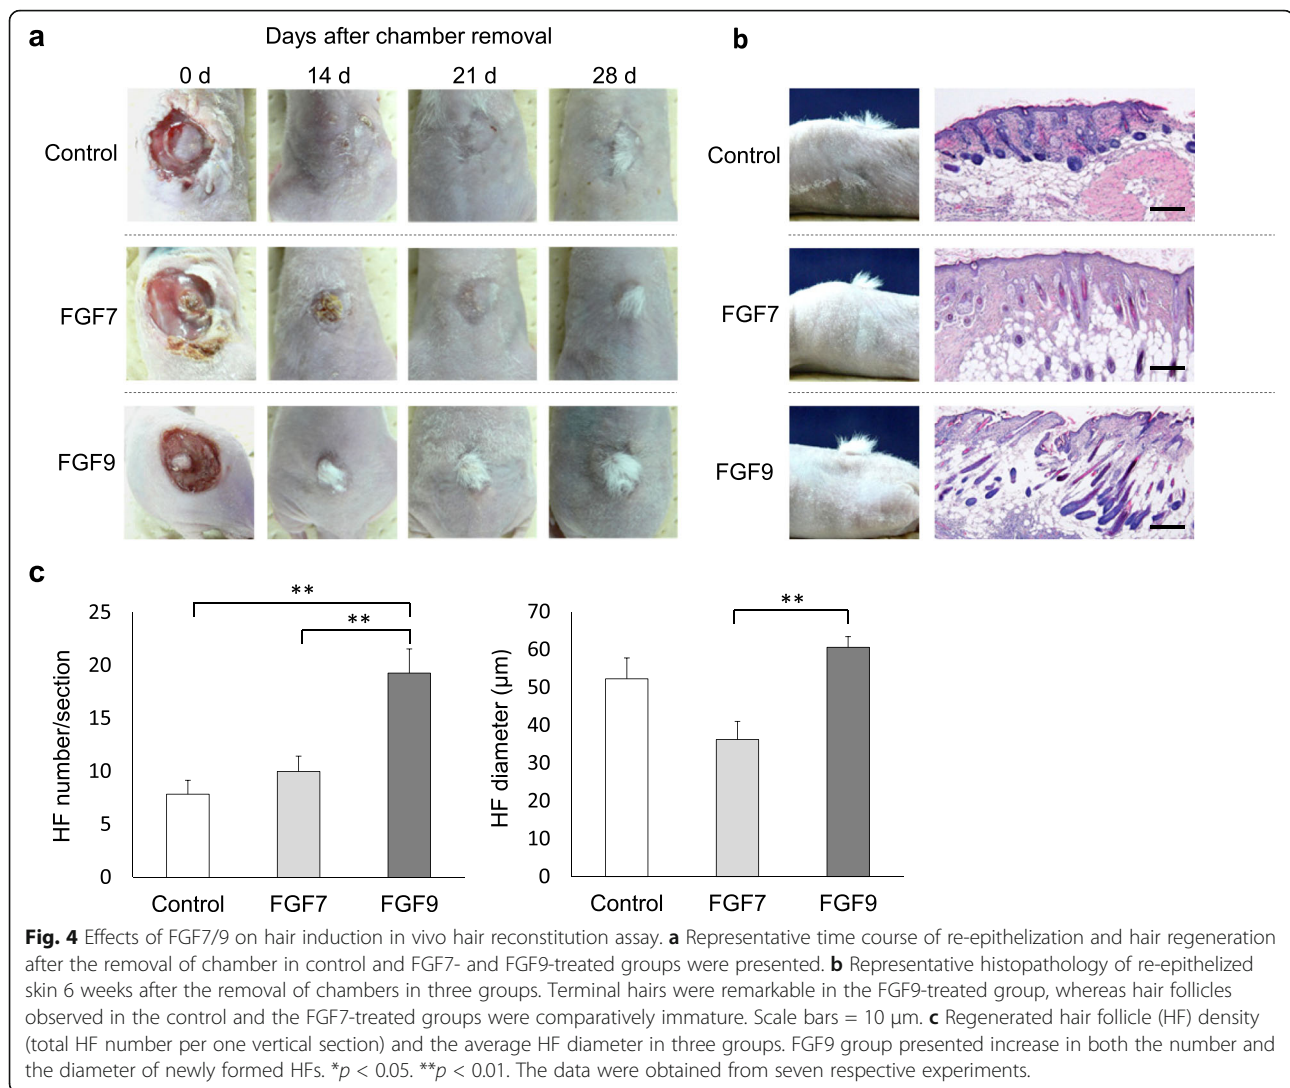 a
Days after chamber removal
0 d 14 d 21 d 28 d
Control
FGF7
FGF9
b
Control
FGF7
FGF9
c
**
**
HF number/section
25
20
15
10
5
0
Control FGF7 FGF9
**
HF diameter (μm)
70
60
50
40
30
20
10
0
Control FGF7 FGF9
Fig. 4 Effects of FGF7/9 on hair induction in vivo hair reconstitution assay. a Representative time course of re-epithelization and hair regeneration
after the removal of chamber in control and FGF7- and FGF9-treated groups were presented. b Representative histopathology of re-epithelized
skin 6 weeks after the removal of chambers in three groups. Terminal hairs were remarkable in the FGF9-treated group, whereas hair follicles
observed in the control and the FGF7-treated groups were comparatively immature. Scale bars = 10 μm. c Regenerated hair follicle (HF) density
(total HF number per one vertical section) and the average HF diameter in three groups. FGF9 group presented increase in both the number and
the diameter of newly formed HFs. *p < 0.05. **p < 0.01. The data were obtained from seven respective experiments.